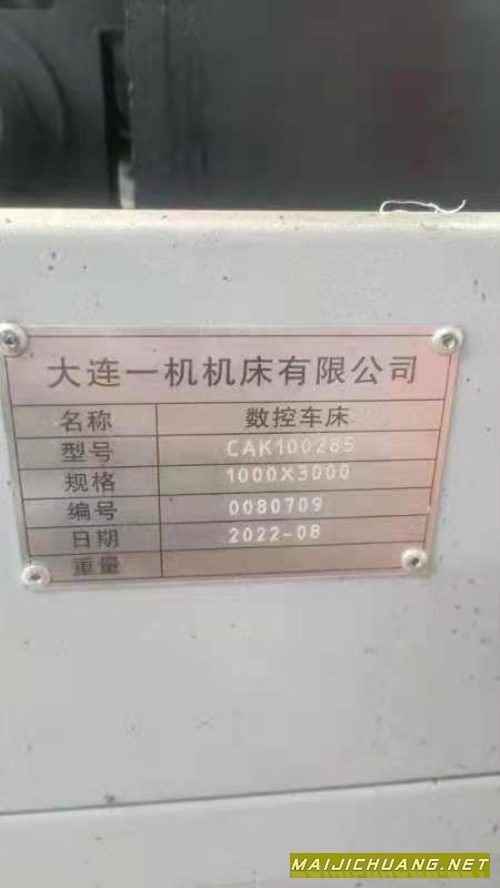 大连一机机床有限公司
名称 数控车床
型号 CAK100285
规格 1000X3000
编号 0080709
日期 2022-08
重量
MAIJICHUANG.NET